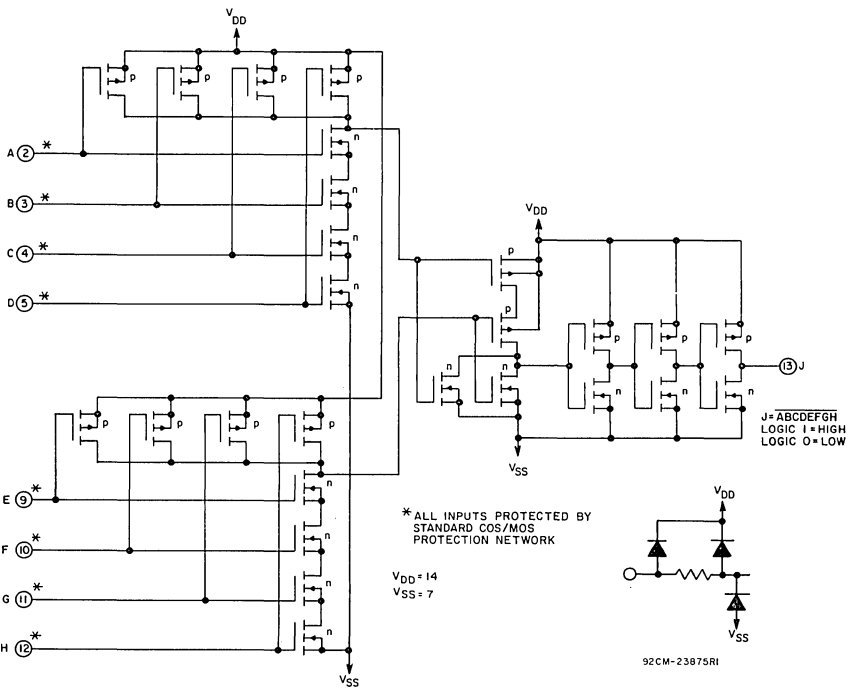 VDD
p
p
p
p
n
A 2 *
n
B 3 *
n
C 4 *
n
D 5 *
VDD
p
p
n
n
p
p
p
n
n
n
13 J
J = ABCDEFGH
LOGIC 1 = HIGH
LOGIC 0 = LOW
VSS
p
p
p
p
n
E 9 *
n
F 10 *
n
G 11 *
n
H 12 *
VSS
* ALL INPUTS PROTECTED BY
STANDARD COS/MOS
PROTECTION NETWORK
VDD = 14
VSS = 7
VDD
VSS
92CM-23875R1